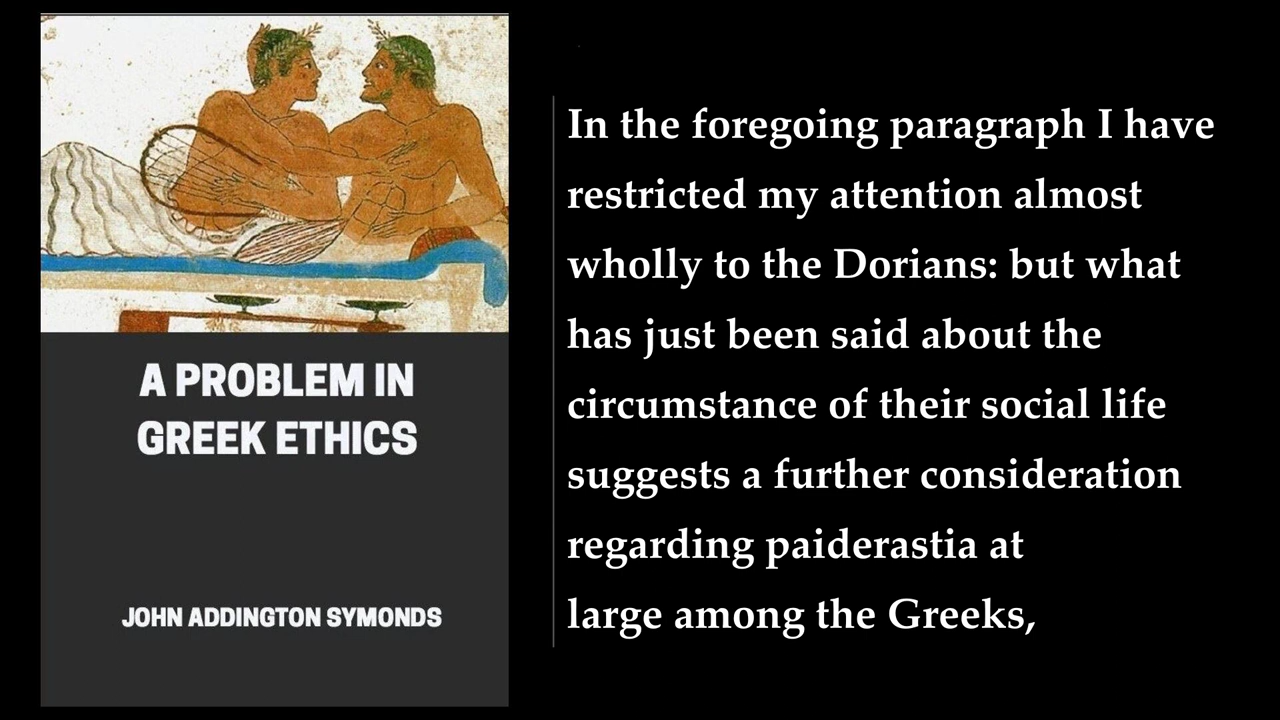 A PROBLEM IN
GREEK ETHICS
JOHN ADDINGTON SYMONDS
In the foregoing paragraph I have
restricted my attention almost
wholly to the Dorians: but what
has just been said about the
circumstance of their social life
suggests a further consideration
regarding paiderastia at
large among the Greeks,